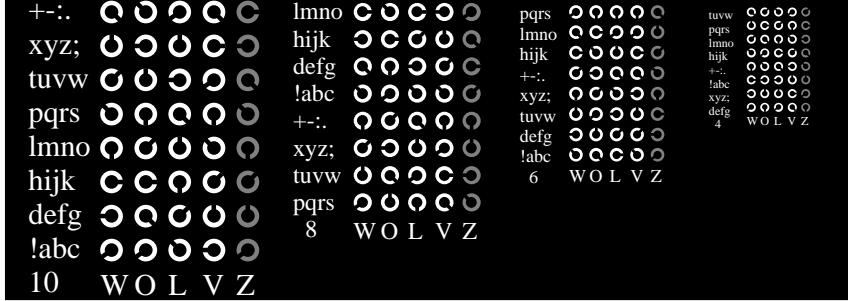 +-:.
xyz;
tuvw
pqrs
lmno
hijk
defg
!abc
10 W O L V Z
lmno
hijk
defg
!abc
+-:.
xyz;
tuvw
pqrs
8 W O L V Z
pqrs
lmno
hijk
+-:.
xyz;
tuvw
defg
!abc
6 W O L V Z
tuvw
pqrs
lmno
hijk
+-:.
!abc
xyz;
defg
4 W O L V Z